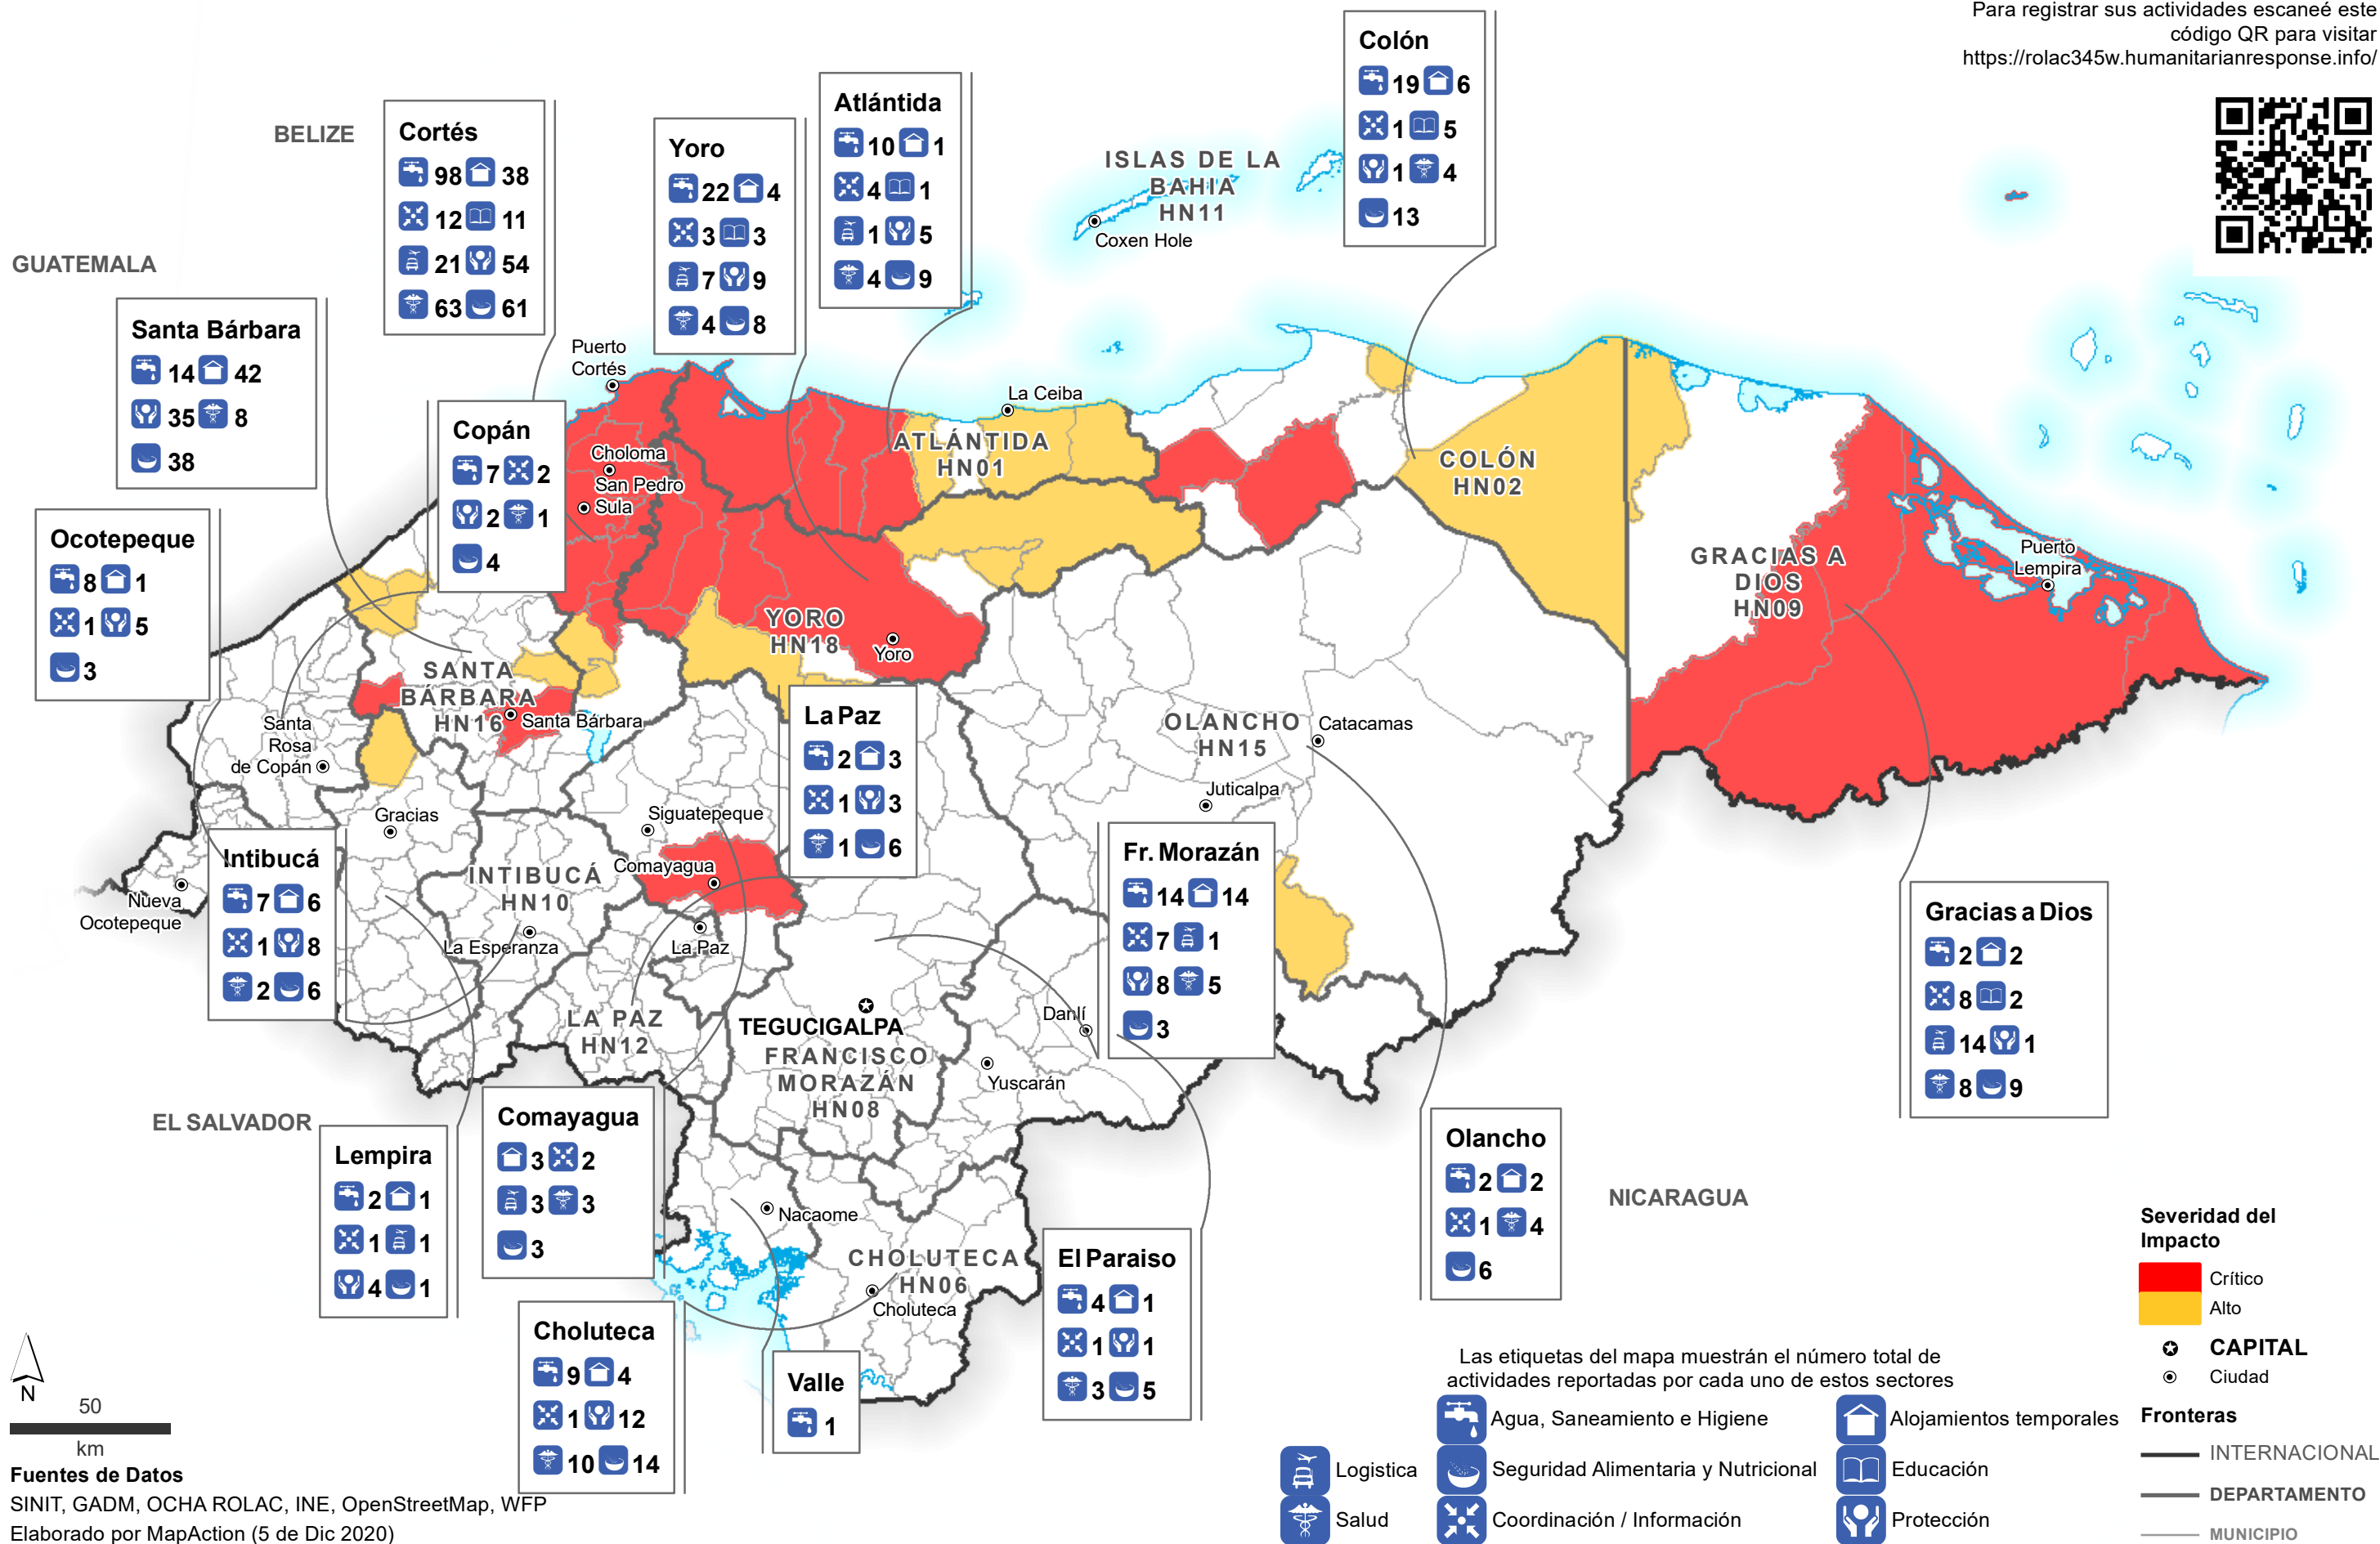 Para registrar sus actividades escaneé este
código QR para visitar
https://rolac345w.humanitarianresponse.info/
BELIZE
GUATEMALA
EL SALVADOR
NICARAGUA
Cortés
98 38
12 11
21 54
63 61
Yoro
22 4
3 3
7 9
4 8
Atlántida
10 1
4 1
1 5
4 9
Colón
19 6
1 5
1 4
13
Santa Bárbara
14 42
35 8
38
Copán
7 2
2 1
4
Ocotepeque
8 1
1 5
3
Intibucá
7 6
1 8
2 6
La Paz
2 3
1 3
1 6
Fr. Morazán
14 14
7 1
8 5
3
Gracias a Dios
2 2
8 2
14 1
8 9
Lempira
2 1
1 1
4 1
Comayagua
3 2
3 3
3
Olancho
2 2
1 4
6
El Paraiso
4 1
1 1
3 5
Choluteca
9 4
1 12
10 14
Valle
1
ISLAS DE LA
BAHIA
HN11
Coxen Hole
Puerto
Cortés
La Ceiba
ATLÁNTIDA
HN01
Choloma
San Pedro
Sula
COLÓN
HN02
GRACIAS A
DIOS
HN09
Puerto
Lempira
YORO
HN18
Yoro
SANTA
BÁRBARA
HN16
Santa Bárbara
Santa
Rosa
de Copán
OLANCHO
HN15
Catacamas
Juticalpa
Gracias
Siguatepeque
Comayagua
INTIBUCÁ
HN10
La Esperanza
Nueva
Ocotepeque
La Paz
LA PAZ
HN12
TEGUCIGALPA
FRANCISCO
MORAZÁN
HN08
Danlí
Yuscarán
Nacaome
CHOLUTECA
HN06
Choluteca
N
50
km
Fuentes de Datos
SINIT, GADM, OCHA ROLAC, INE, OpenStreetMap, WFP
Elaborado por MapAction (5 de Dic 2020)
Las etiquetas del mapa muestrán el número total de
actividades reportadas por cada uno de estos sectores
Agua, Saneamiento e Higiene
Alojamientos temporales
Logistica
Seguridad Alimentaria y Nutricional
Educación
Salud
Coordinación / Información
Protección
Severidad del
Impacto
Crítico
Alto
CAPITAL
Ciudad
Fronteras
INTERNACIONAL
DEPARTAMENTO
MUNICIPIO